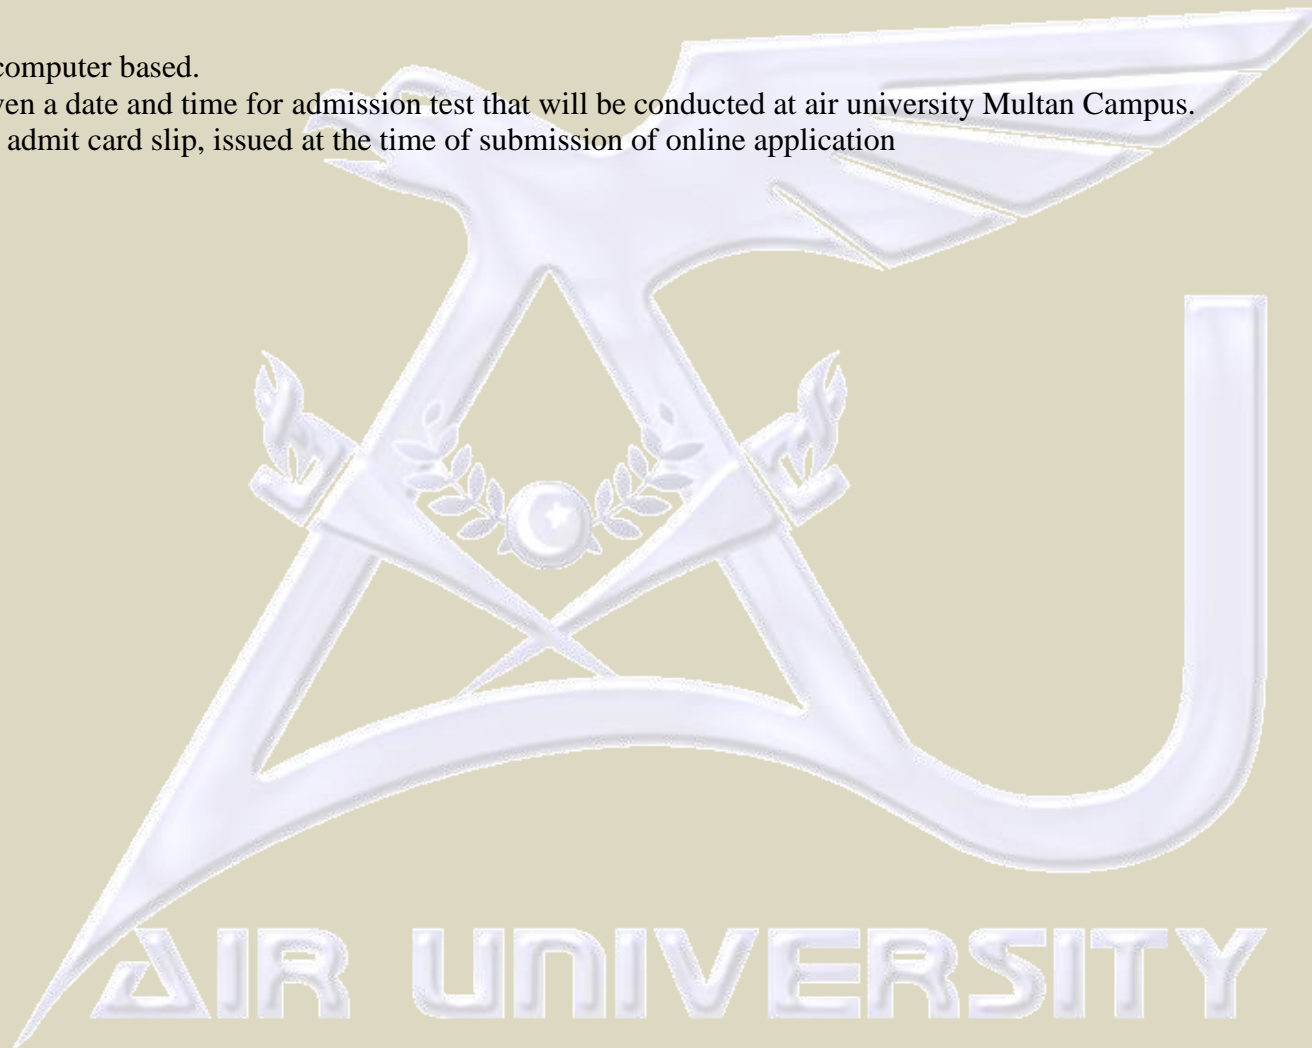 computer based.
ven a date and time for admission test that will be conducted at air university Multan Campus.
admit card slip, issued at the time of submission of online application
AIR UNIVERSITY